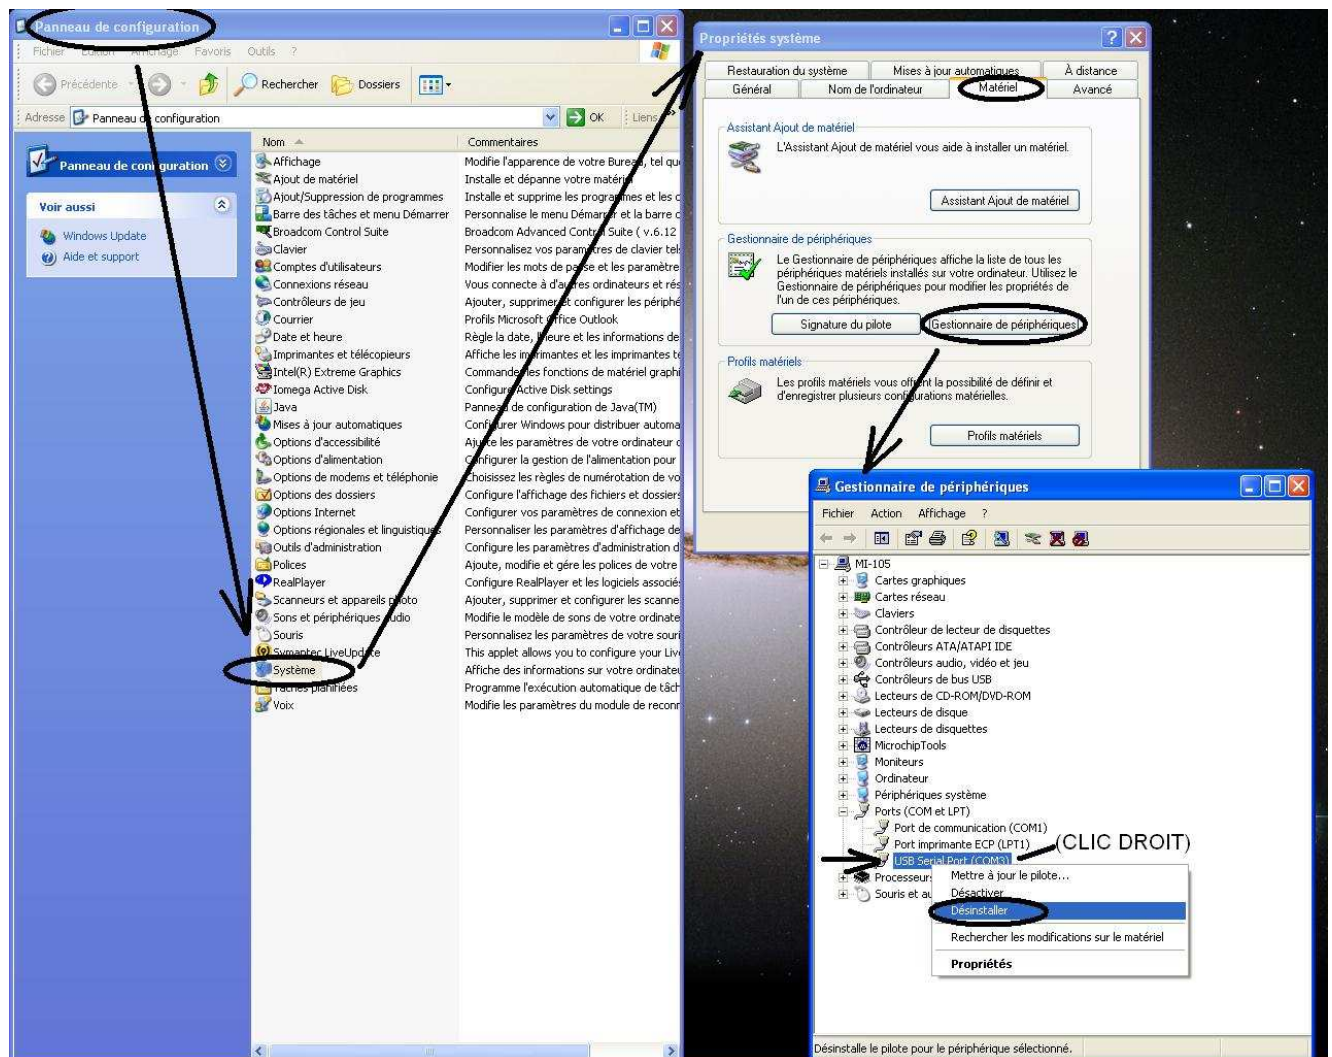 Panneau de configuration
Fichier Edition Affichage Favoris Outils ?
Précédente Rechercher Dossiers
Adresse Panneau de configuration OK Liens
Panneau de configuration
Voir aussi
Windows Update
Aide et support
Nom Commentaires
Affichage Modifie l'apparence de votre Bureau, tel que
Ajout de matériel Installe et dépanne votre matériel
Ajout/Suppression de programmes Installe et supprime les programmes et les c
Barre des tâches et menu Démarrer Personnalise le menu Démarrer et la barre d
Broadcom Control Suite Broadcom Advanced Control Suite ( v.6.12
Clavier Personnalisez vos paramètres de clavier tels
Comptes d'utilisateurs Modifier les mots de passe et les paramètre
Connexions réseau Vous connecte à d'autres ordinateurs et rés
Contrôleurs de jeu Ajouter, supprimer et configurer les périphé
Courrier Profils Microsoft Office Outlook
Date et heure Règle la date, l'heure et les informations de
Imprimantes et télécopieurs Affiche les imprimantes et les imprimantes té
Intel(R) Extreme Graphics Commander les fonctions de matériel graphi
Iomega Active Disk Configure Active Disk settings
Java Panneau de configuration de Java(TM)
Mises à jour automatiques Configurer Windows pour distribuer automa
Options d'accessibilité Ajuste les paramètres de votre ordinateur c
Options d'alimentation Configurer la gestion de l'alimentation pour
Options de modems et téléphonie Choisissez les règles de numérotation de vo
Options des dossiers Configure l'affichage des fichiers et dossiers
Options Internet Configurer vos paramètres de connexion et
Options régionales et linguistiques Personnaliser les paramètres d'affichage de
Outils d'administration Configure les paramètres d'administration d
Polices Ajoute, modifie et gére les polices de votre
RealPlayer Configure RealPlayer et les logiciels associés
Scanneurs et appareils photo Ajouter, supprimer et configurer les scanne
Sons et périphériques audio Modifie le modèle de sons de votre ordinate
Souris Personnalisez les paramètres de votre souri
Symantec LiveUpdate This applet allows you to configure your Live
Système Affiche des informations sur votre ordinateu
Tâches planifiées Programme l'exécution automatique de tâch
Voix Modifie les paramètres du module de reconn
Propriétés système
Restauration du système Mises à jour automatiques À distance
Général Nom de l'ordinateur Matériel Avancé
Assistant Ajout de matériel
L'Assistant Ajout de matériel vous aide à installer un matériel.
Assistant Ajout de matériel
Gestionnaire de périphériques
Le Gestionnaire de périphériques affiche la liste de tous les
périphériques matériels installés sur votre ordinateur. Utilisez le
Gestionnaire de périphériques pour modifier les propriétés de
l'un de ces périphériques.
Signature du pilote Gestionnaire de périphériques
Profils matériels
Les profils matériels vous offrent la possibilité de définir et
d'enregistrer plusieurs configurations matérielles.
Profils matériels
Gestionnaire de périphériques
Fichier Action Affichage ?
MI-105
Cartes graphiques
Cartes réseau
Claviers
Contrôleur de lecteur de disquettes
Contrôleurs ATA/ATAPI IDE
Contrôleurs audio, vidéo et jeu
Contrôleurs de bus USB
Lecteurs de CD-ROM/DVD-ROM
Lecteurs de disque
Lecteurs de disquettes
MicrochipTools
Moniteurs
Ordinateur
Périphériques système
Ports (COM et LPT)
Port de communication (COM1)
Port imprimante ECP (LPT1)
USB Serial Port (COM3) (CLIC DROIT)
Processeurs
Souris et au
Mettre à jour le pilote...
Désactiver
Désinstaller
Rechercher les modifications sur le matériel
Propriétés
Désinstalle le pilote pour le périphérique sélectionné.